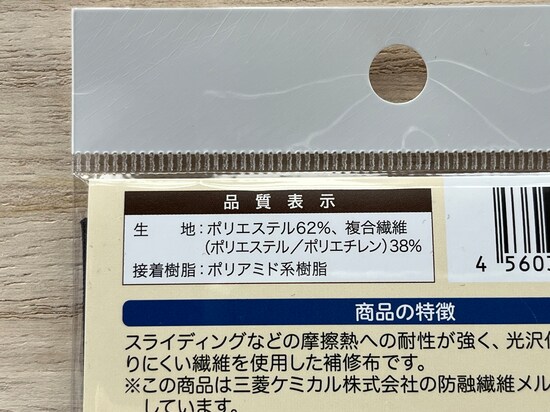 品質表示
生　　地：ポリエステル62%、複合繊維
(ポリエステル／ポリエチレン)38%
接着樹脂：ポリアミド系樹脂
4 5603
商品の特徴
スライディングなどの摩擦熱への耐性が強く、光沢
りにくい繊維を使用した補修布です。
※この商品は三菱ケミカル株式会社の防融繊維メル
しています。